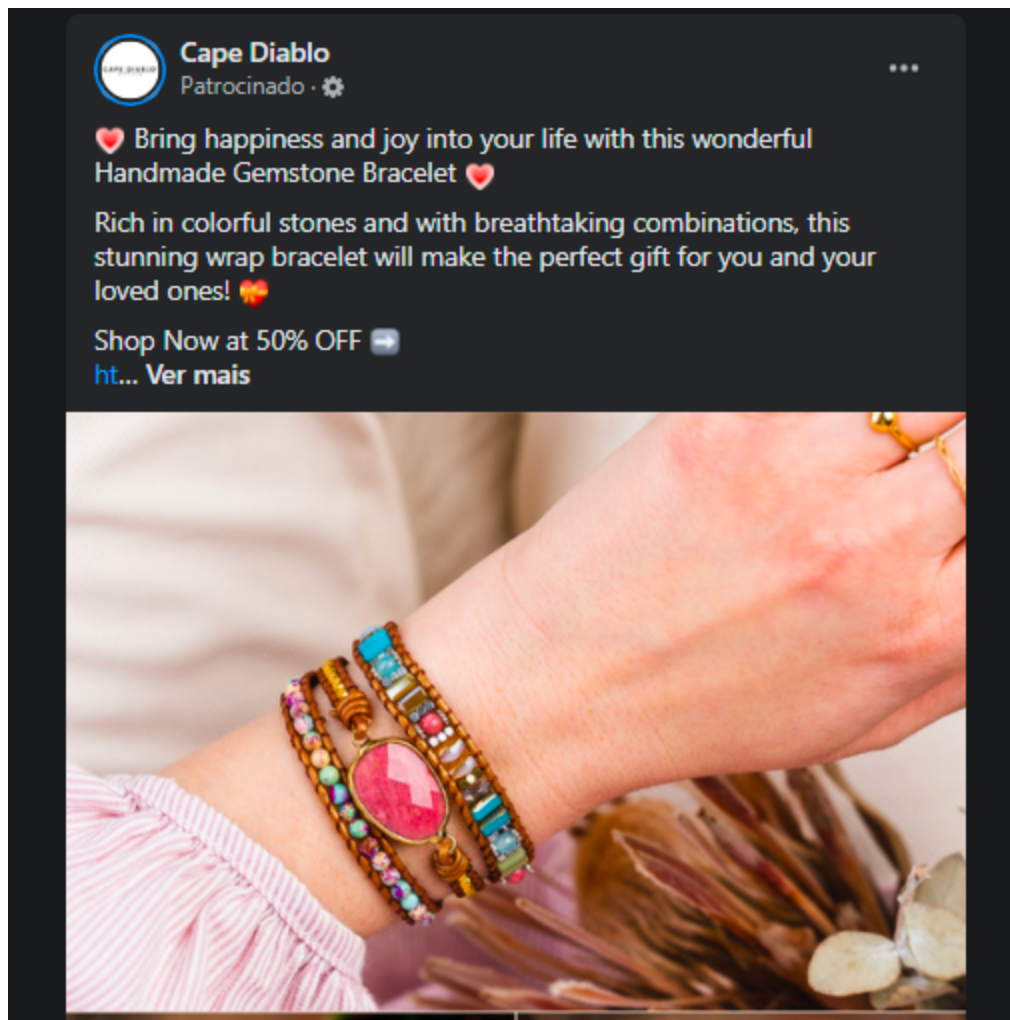 CAPE DIABLO
Cape Diablo
Patrocinado ·
❤️ Bring happiness and joy into your life with this wonderful
Handmade Gemstone Bracelet ❤️
Rich in colorful stones and with breathtaking combinations, this
stunning wrap bracelet will make the perfect gift for you and your
loved ones! 💝
Shop Now at 50% OFF ➡️
ht... Ver mais